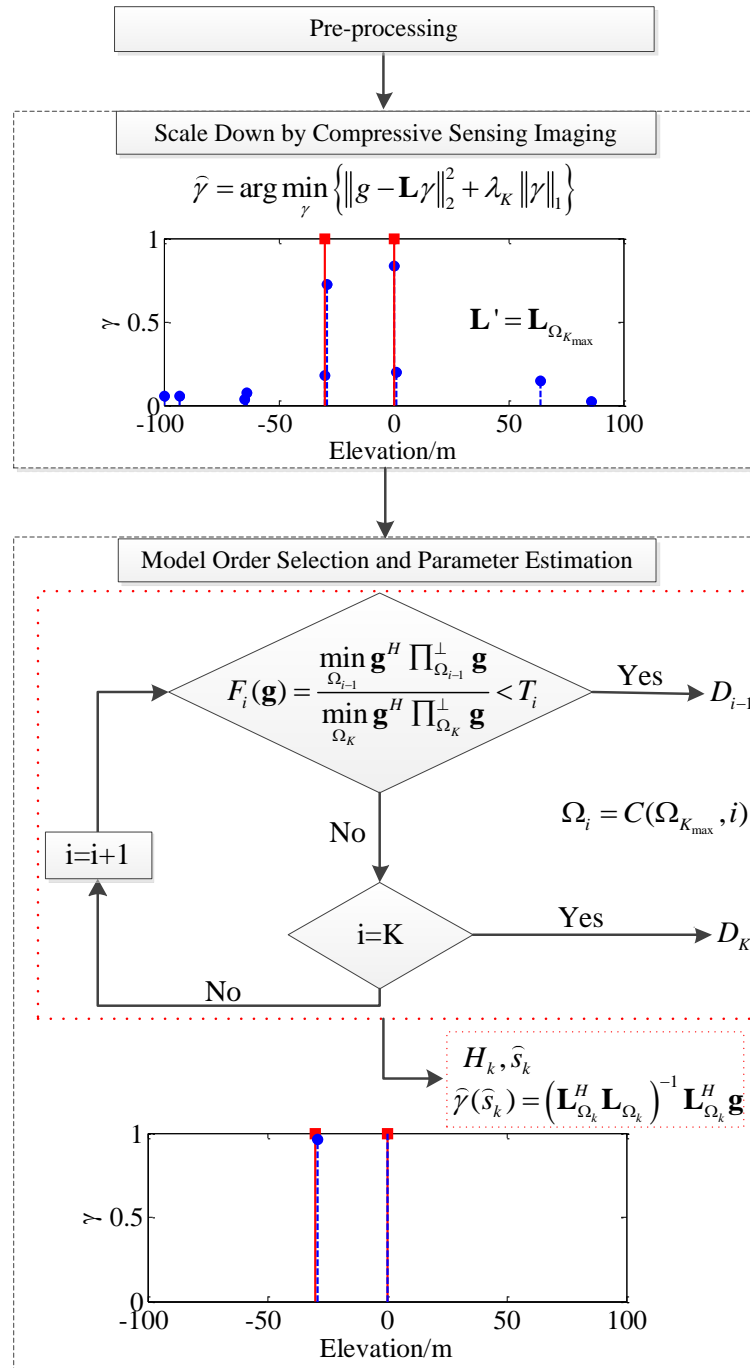 Pre-processing
Scale Down by Compressive Sensing Imaging
γ̂ = arg min_γ {‖g − Lγ‖₂² + λ_K ‖γ‖₁}
1
0.5
0
γ
L' = L_{Ω_{K_max}}
-100 -50 0 50 100
Elevation/m
Model Order Selection and Parameter Estimation
F_i(g) = min_{Ω_{i−1}} g^H ∏^⊥_{Ω_{i−1}} g / min_{Ω_K} g^H ∏^⊥_{Ω_K} g < T_i
Yes
D_{i−1}
No
Ω_i = C(Ω_{K_max}, i)
i=i+1
i=K
Yes
D_K
No
H_k, ŝ_k
γ̂(ŝ_k) = (L^H_{Ω_k} L_{Ω_k})^{−1} L^H_{Ω_k} g
1
0.5
0
γ
-100 -50 0 50 100
Elevation/m